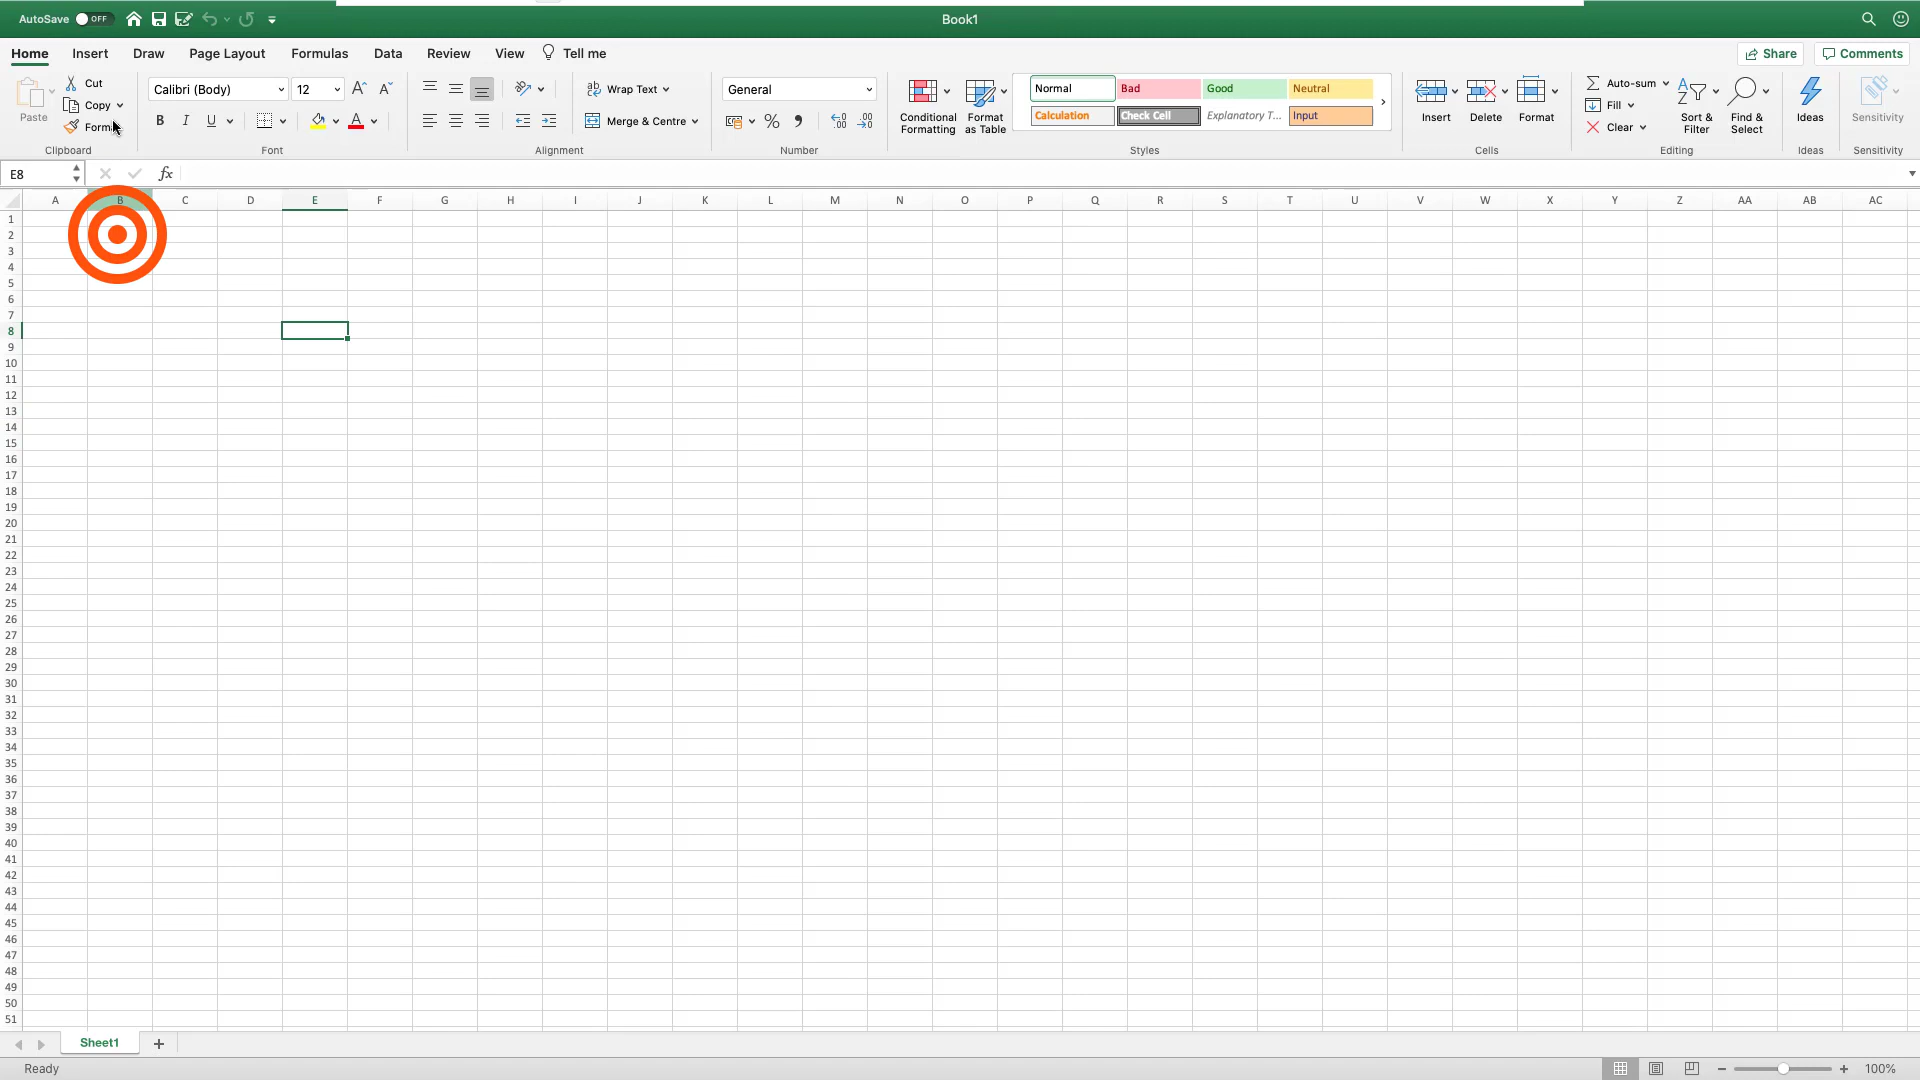 AutoSave OFF Book1
Home Insert Draw Page Layout Formulas Data Review View Tell me Share Comments
Paste Cut Copy Format
Clipboard
Calibri (Body) 12
B I U A
Font
Wrap Text
Merge & Centre
Alignment
General
%
Number
Conditional Formatting
Format as Table
Normal Bad Good Neutral
Calculation Check Cell Explanatory T... Input
Styles
Insert Delete Format
Cells
Auto-sum
Fill
Clear
Sort & Filter
Find & Select
Editing
Ideas
Ideas
Sensitivity
Sensitivity
E8 fx
A B C D E F G H I J K L M N O P Q R S T U V W X Y Z AA AB AC
1
2
3
4
5
6
7
8
9
10
11
12
13
14
15
16
17
18
19
20
21
22
23
24
25
26
27
28
29
30
31
32
33
34
35
36
37
38
39
40
41
42
43
44
45
46
47
48
49
50
51
Sheet1
Ready 100%